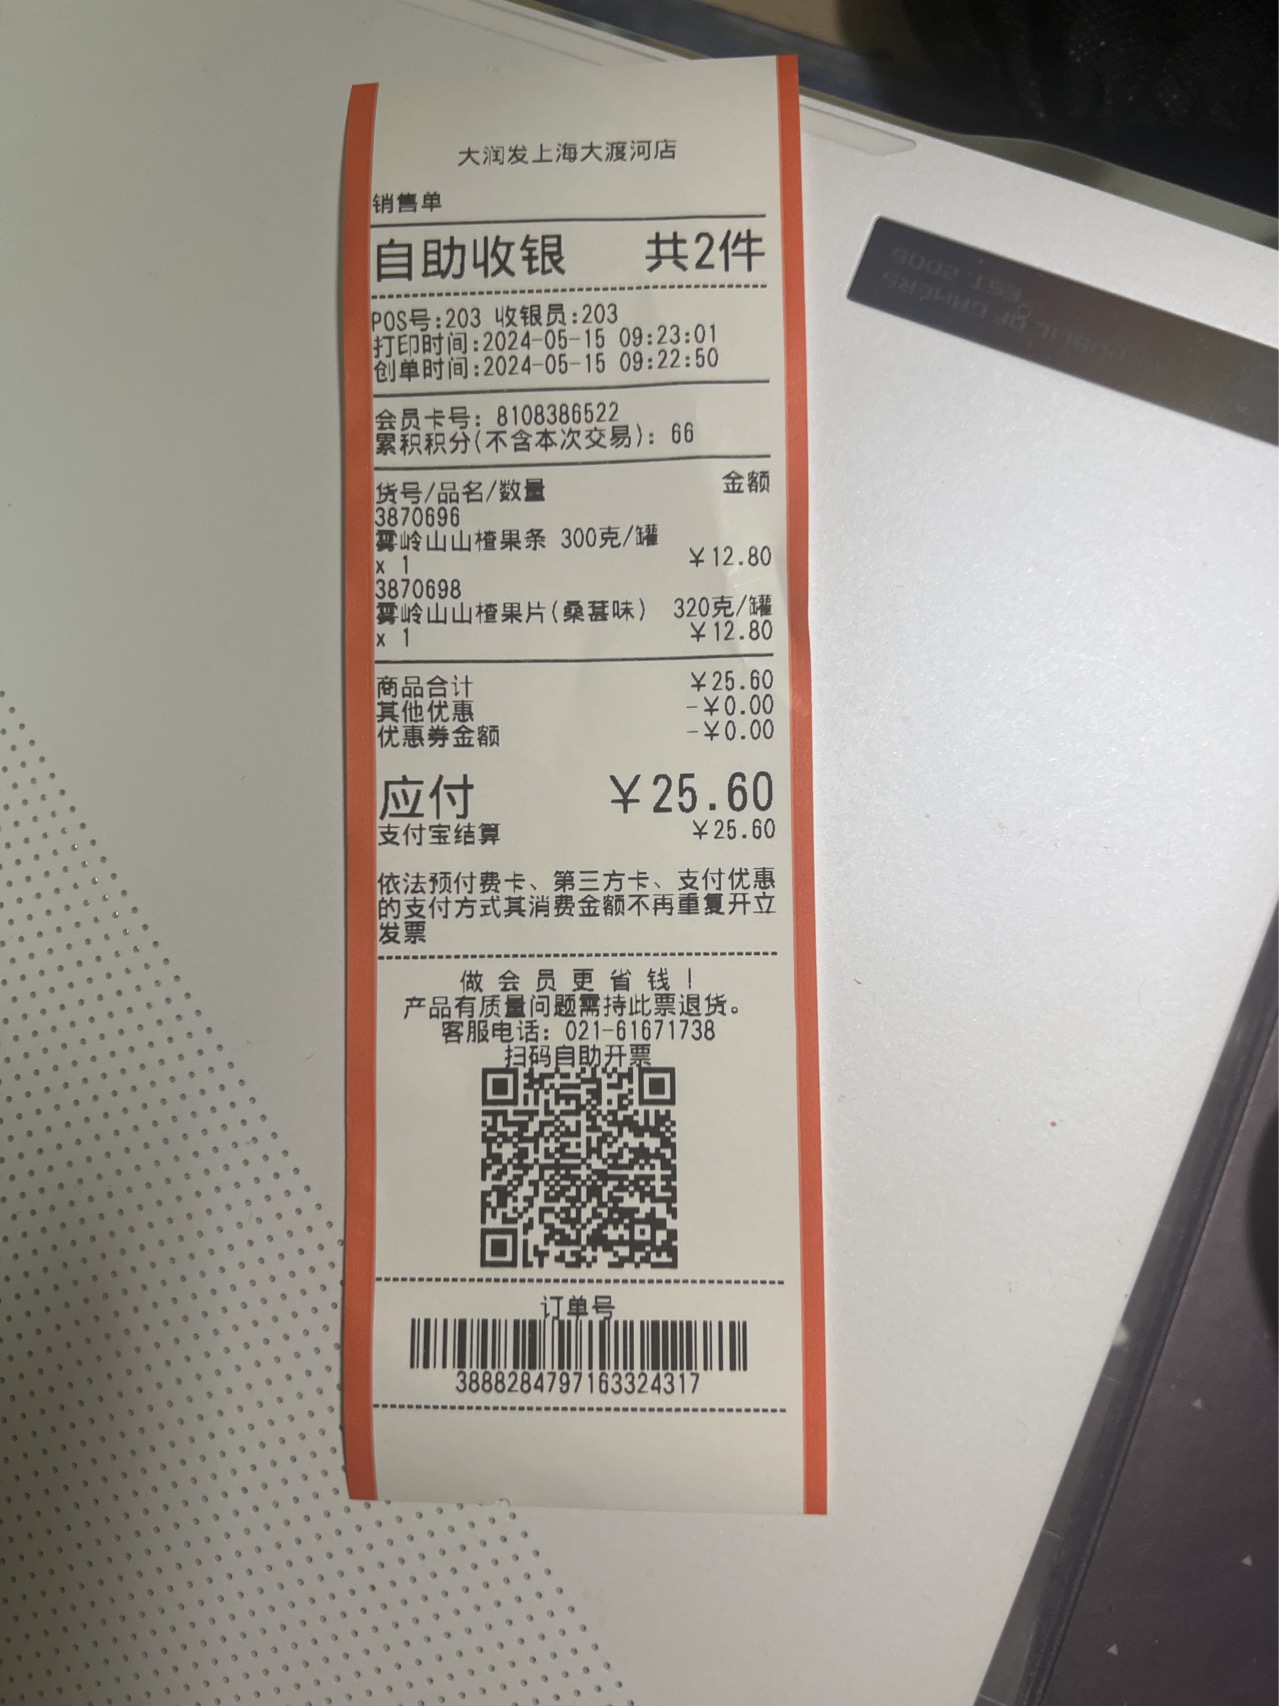 大润发上海大渡河店
销售单
自助收银 共2件
POS号:203 收银员:203
打印时间:2024-05-15 09:23:01
创单时间:2024-05-15 09:22:50
会员卡号: 8108386522
累积积分(不含本次交易): 66
货号/品名/数量 金额
3870696
雾岭山山楂果条 300克/罐
x 1 ￥12.80
3870698
雾岭山山楂果片(桑葚味) 320克/罐
x 1 ￥12.80
商品合计 ￥25.60
其他优惠 -￥0.00
优惠券金额 -￥0.00
应付 ￥25.60
支付宝结算 ￥25.60
依法预付费卡、第三方卡、支付优惠
的支付方式其消费金额不再重复开立
发票
做会员更省钱!
产品有质量问题需持此票退货。
客服电话: 021-61671738
扫码自助开票
订单号
38882847971633​24317
EST 2006
OF GAMERS